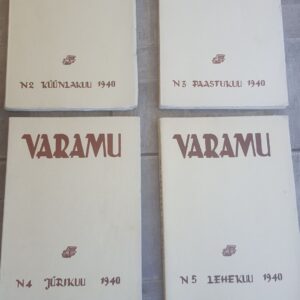 N2 KÜÜNLAKUU 1940
N3 PAASTUKUU 1940
VARAMU
N4 JÜRIKUU 1940
VARAMU
N5 LEHEKUU 1940